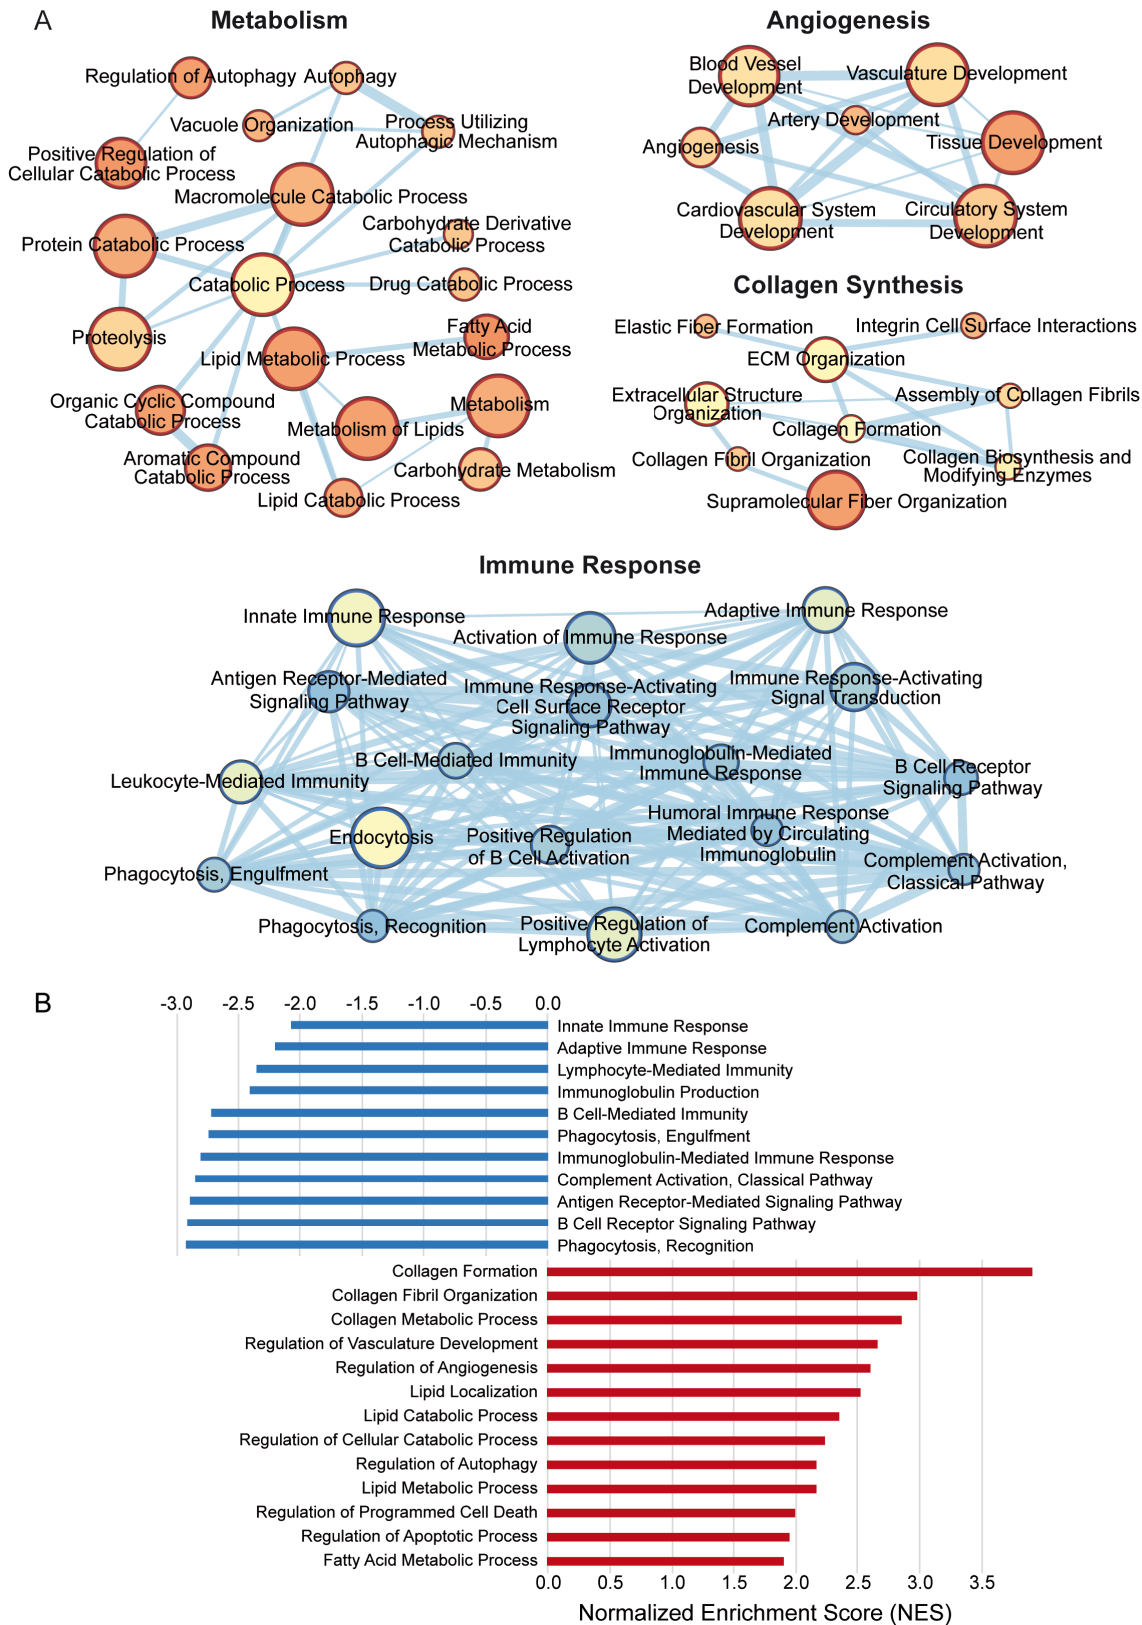 A
Metabolism
Regulation of Autophagy
Autophagy
Vacuole Organization
Process Utilizing
Autophagic Mechanism
Positive Regulation of
Cellular Catabolic Process
Macromolecule Catabolic Process
Carbohydrate Derivative
Catabolic Process
Protein Catabolic Process
Catabolic Process
Drug Catabolic Process
Proteolysis
Fatty Acid
Metabolic Process
Lipid Metabolic Process
Organic Cyclic Compound
Catabolic Process
Metabolism
Metabolism of Lipids
Aromatic Compound
Catabolic Process
Carbohydrate Metabolism
Lipid Catabolic Process
Angiogenesis
Blood Vessel
Development
Vasculature Development
Artery Development
Tissue Development
Angiogenesis
Cardiovascular System
Development
Circulatory System
Development
Collagen Synthesis
Elastic Fiber Formation
Integrin Cell Surface Interactions
ECM Organization
Extracellular Structure
Organization
Assembly of Collagen Fibrils
Collagen Formation
Collagen Fibril Organization
Collagen Biosynthesis and
Modifying Enzymes
Supramolecular Fiber Organization
Immune Response
Innate Immune Response
Activation of Immune Response
Adaptive Immune Response
Antigen Receptor-Mediated
Signaling Pathway
Immune Response-Activating
Cell Surface Receptor
Signaling Pathway
Immune Response-Activating
Signal Transduction
B Cell-Mediated Immunity
Immunoglobulin-Mediated
Immune Response
Leukocyte-Mediated Immunity
B Cell Receptor
Signaling Pathway
Endocytosis
Positive Regulation
of B Cell Activation
Humoral Immune Response
Mediated by Circulating
Immunoglobulin
Phagocytosis, Engulfment
Complement Activation,
Classical Pathway
Phagocytosis, Recognition
Positive Regulation of
Lymphocyte Activation
Complement Activation
B
-3.0 -2.5 -2.0 -1.5 -1.0 -0.5 0.0
Innate Immune Response
Adaptive Immune Response
Lymphocyte-Mediated Immunity
Immunoglobulin Production
B Cell-Mediated Immunity
Phagocytosis, Engulfment
Immunoglobulin-Mediated Immune Response
Complement Activation, Classical Pathway
Antigen Receptor-Mediated Signaling Pathway
B Cell Receptor Signaling Pathway
Phagocytosis, Recognition
Collagen Formation
Collagen Fibril Organization
Collagen Metabolic Process
Regulation of Vasculature Development
Regulation of Angiogenesis
Lipid Localization
Lipid Catabolic Process
Regulation of Cellular Catabolic Process
Regulation of Autophagy
Lipid Metabolic Process
Regulation of Programmed Cell Death
Regulation of Apoptotic Process
Fatty Acid Metabolic Process
0.0 0.5 1.0 1.5 2.0 2.5 3.0 3.5
Normalized Enrichment Score (NES)